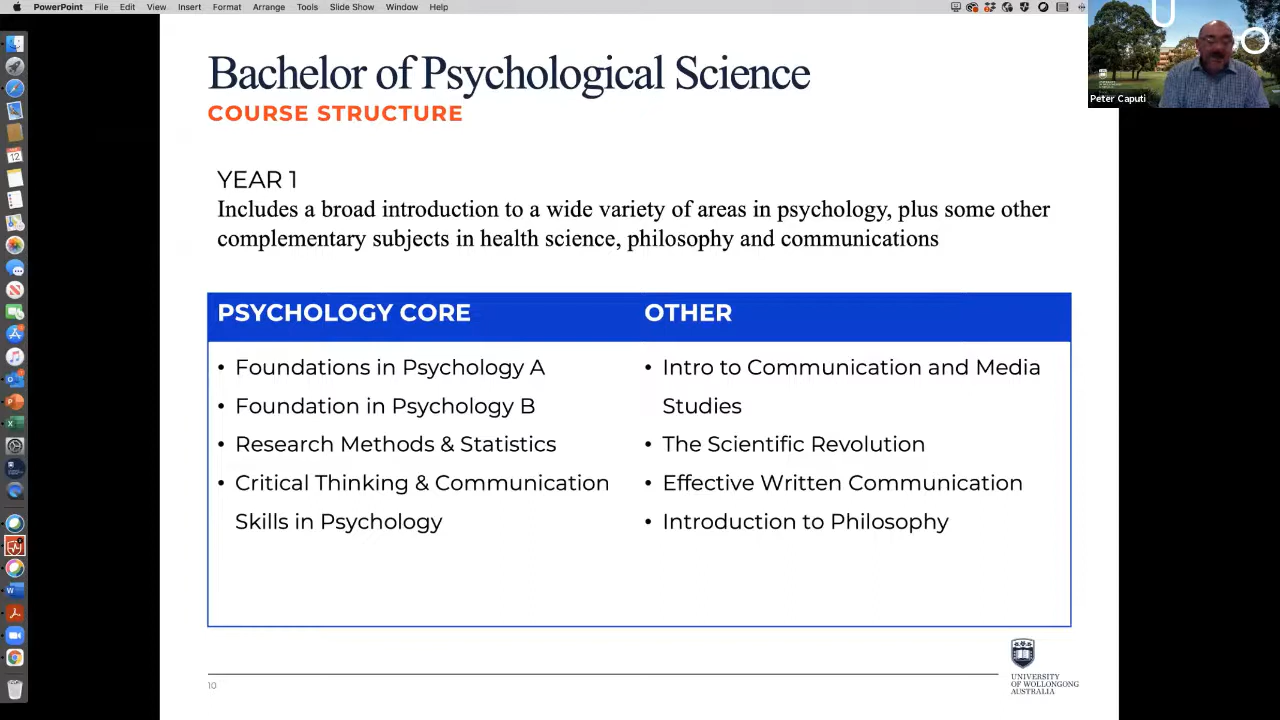 PowerPoint File Edit View Insert Format Arrange Tools Slide Show Window Help
Bachelor of Psychological Science
COURSE STRUCTURE
Peter Caputi
YEAR 1
Includes a broad introduction to a wide variety of areas in psychology, plus some other
complementary subjects in health science, philosophy and communications
PSYCHOLOGY CORE
• Foundations in Psychology A
• Foundation in Psychology B
• Research Methods & Statistics
• Critical Thinking & Communication
Skills in Psychology
OTHER
• Intro to Communication and Media
Studies
• The Scientific Revolution
• Effective Written Communication
• Introduction to Philosophy
10
UNIVERSITY
OF WOLLONGONG
AUSTRALIA
12